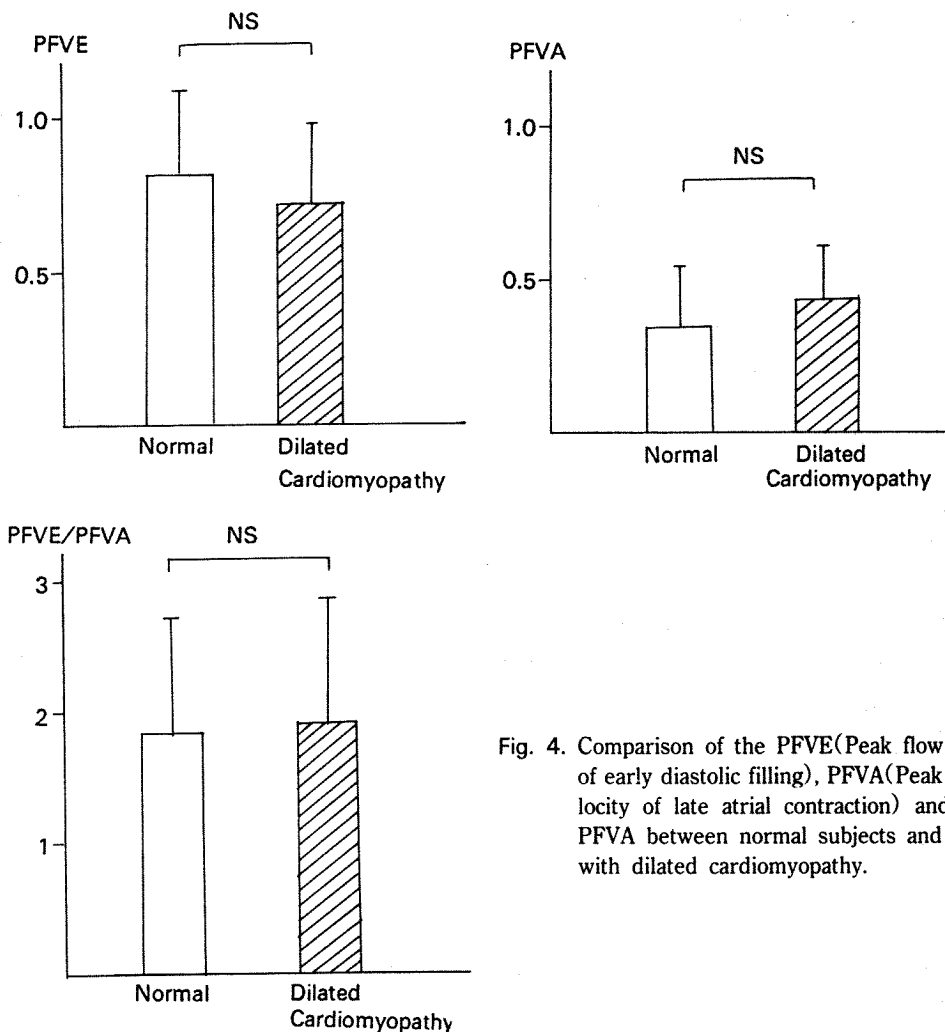 PFVE
NS
1.0
0.5
Normal
Dilated
Cardiomyopathy
PFVA
NS
1.0
0.5
Normal
Dilated
Cardiomyopathy
PFVE/PFVA
NS
3
2
1
Normal
Dilated
Cardiomyopathy
Fig. 4. Comparison of the PFVE(Peak flow
of early diastolic filling), PFVA(Peak
locity of late atrial contraction) and
PFVA between normal subjects and
with dilated cardiomyopathy.